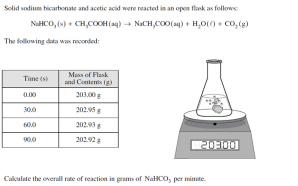 Solid sodium bicarbonate and acetic acid were reacted in an open flask as follows:
NaHCO₃(s) + CH₃COOH(aq) → NaCH₃COO(aq) + H₂O(ℓ) + CO₂(g)
The following data was recorded:
Time (s) Mass of Flask and Contents (g)
0.00 203.00 g
30.0 202.95 g
60.0 202.93 g
90.0 202.92 g
203.00
Calculate the overall rate of reaction in grams of NaHCO₃ per minute.